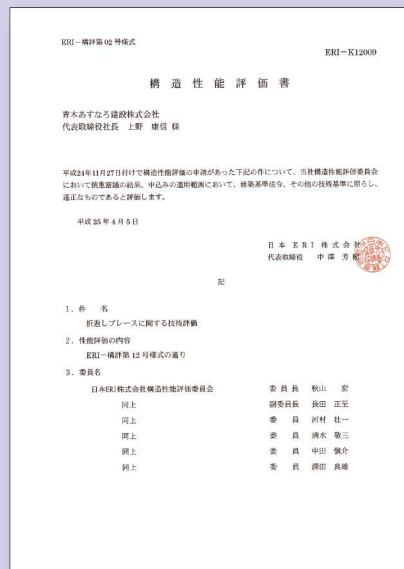 ERI－構評第02号様式
ERI－K12009
構造性能評価書
青木あすなろ建設株式会社
代表取締役社長 上野 康信 様
平成24年11月27日付けで構造性能評価の申請があった下記の件について、当社構造性能評価委員会
において慎重審議の結果、申込みの適用範囲において、建築基準法令、その他の技術基準に照らし、
適正なものであると評価します。
平成25年4月5日
日本ERI株式会社
代表取締役 中澤 芳樹
記
1．件 名
折返しブレースに関する技術評価
2．性能評価の内容
ERI－構評第12号様式の通り
3．委員名
日本ERI株式会社構造性能評価委員会 委員長 秋山 宏
同上 副委員長 長田 正至
同上 委員 河村 壮一
同上 委員 清水 敬三
同上 委員 中田 慎介
同上 委員 深田 良雄